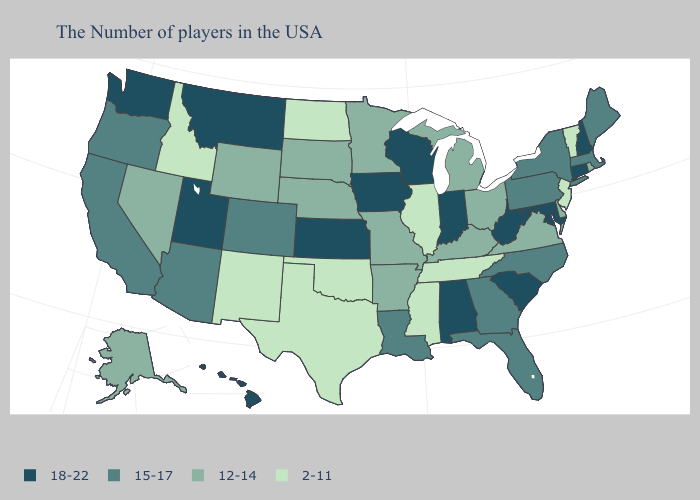 The Number of players in the USA
18-22
15-17
12-14
2-11